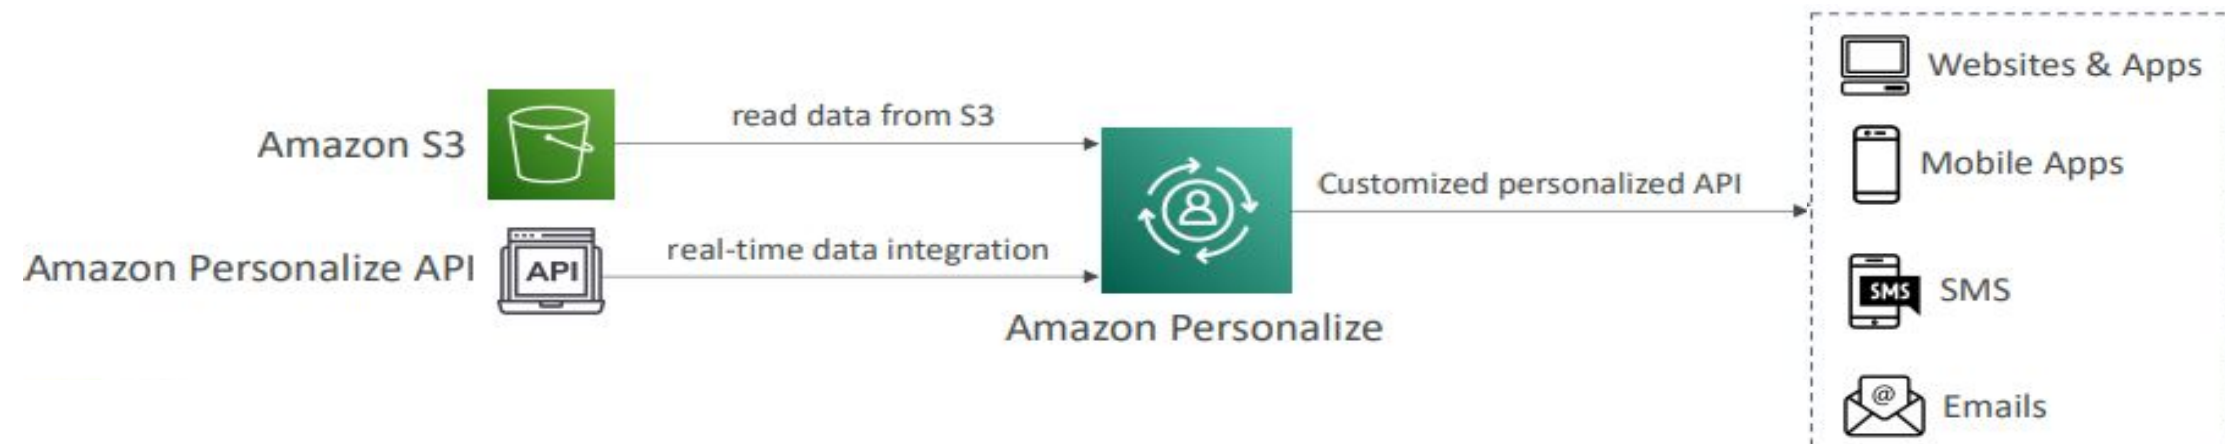 Amazon S3
read data from S3
Amazon Personalize API
API
real-time data integration
Amazon Personalize
Customized personalized API
Websites & Apps
Mobile Apps
SMS
SMS
@
Emails